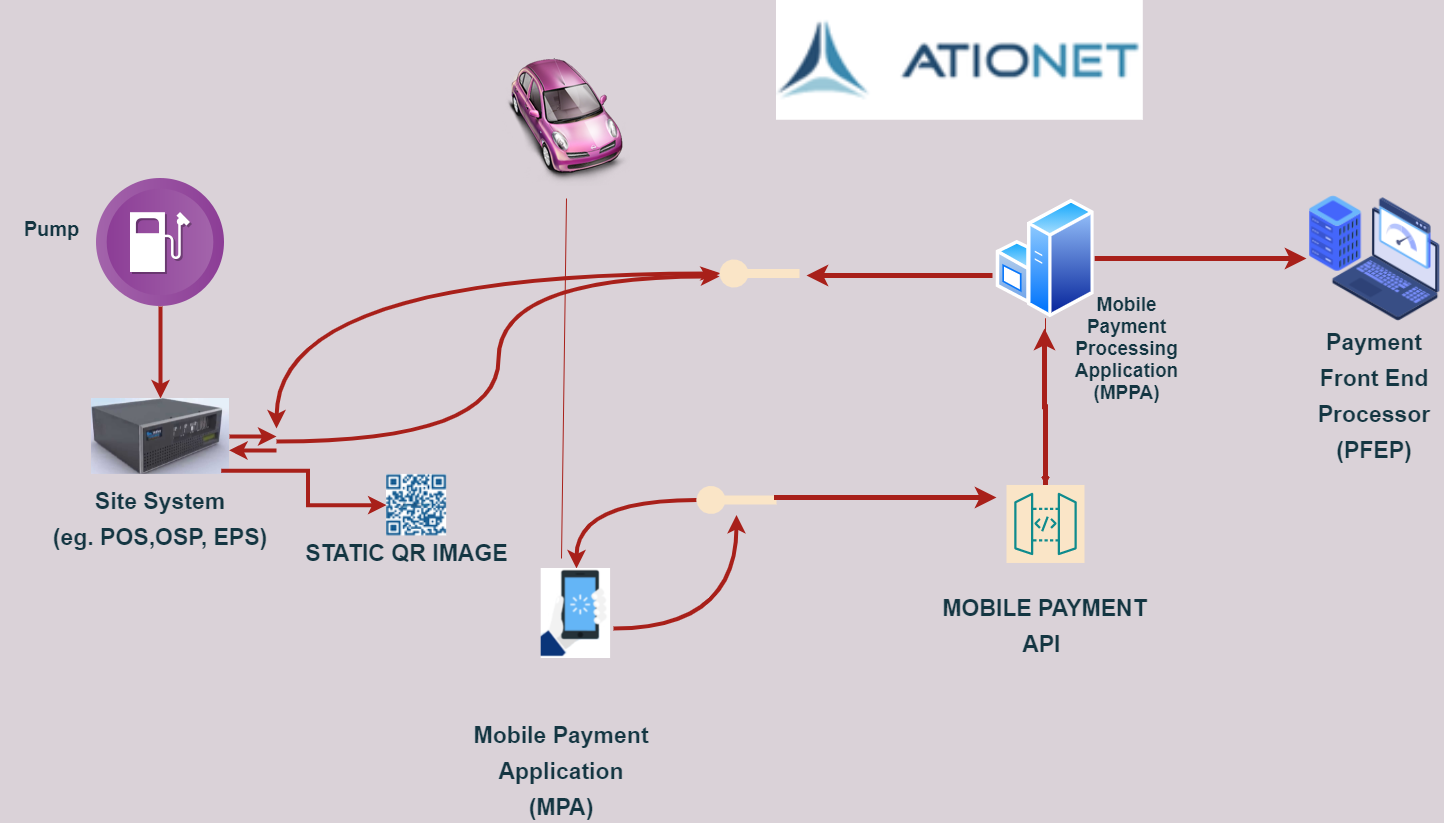 ATIONET
Pump
Mobile
Payment
Processing
Application
(MPPA)
Payment
Front End
Processor
(PFEP)
Site System
(eg. POS,OSP, EPS)
STATIC QR IMAGE
</>
MOBILE PAYMENT
API
Mobile Payment
Application
(MPA)